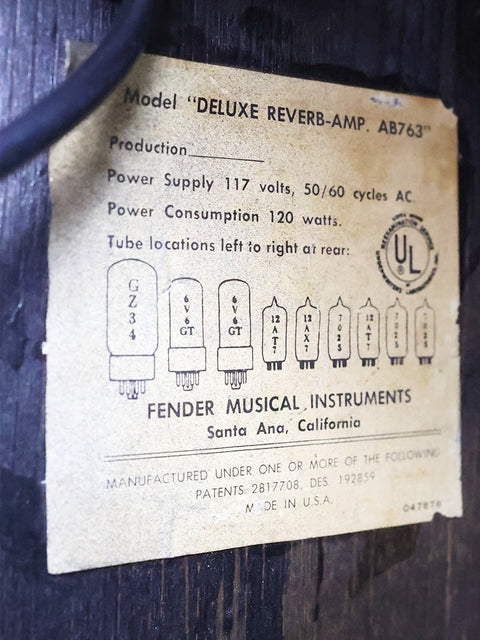 Model "DELUXE REVERB-AMP. AB763"
Production
Power Supply 117 volts, 50/60 cycles AC.
Power Consumption 120 watts.
Tube locations left to right at rear:
UL
®
GZ34
6V6GT
6V6GT
12AT7
12AX7
7025
12AT7
7025
7025
FENDER MUSICAL INSTRUMENTS
Santa Ana, California
MANUFACTURED UNDER ONE OR MORE OF THE FOLLOWING
PATENTS 2817708, DES. 192859
MADE IN U.S.A.